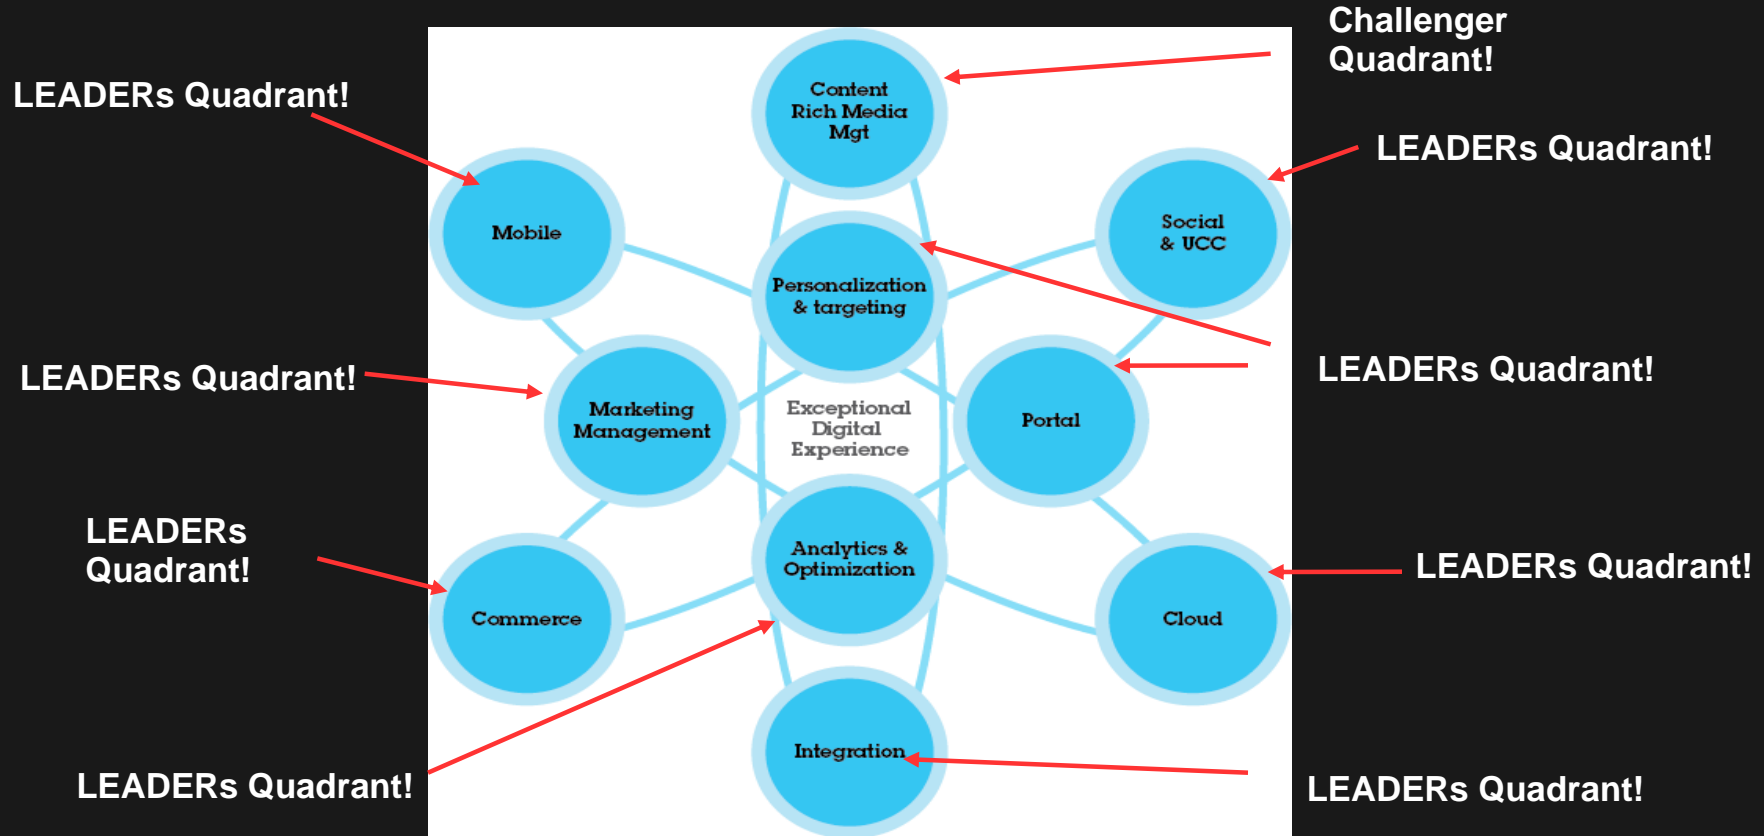 Challenger
Quadrant!
LEADERs Quadrant!
LEADERs Quadrant!
Content
Rich Media
Mgt
Mobile
Social
& UCC
Personalization
& targeting
LEADERs Quadrant!
LEADERs Quadrant!
Marketing
Management
Exceptional
Digital
Experience
Portal
LEADERs
Quadrant!
LEADERs Quadrant!
Analytics &
Optimization
Commerce
Cloud
Integration
LEADERs Quadrant!
LEADERs Quadrant!